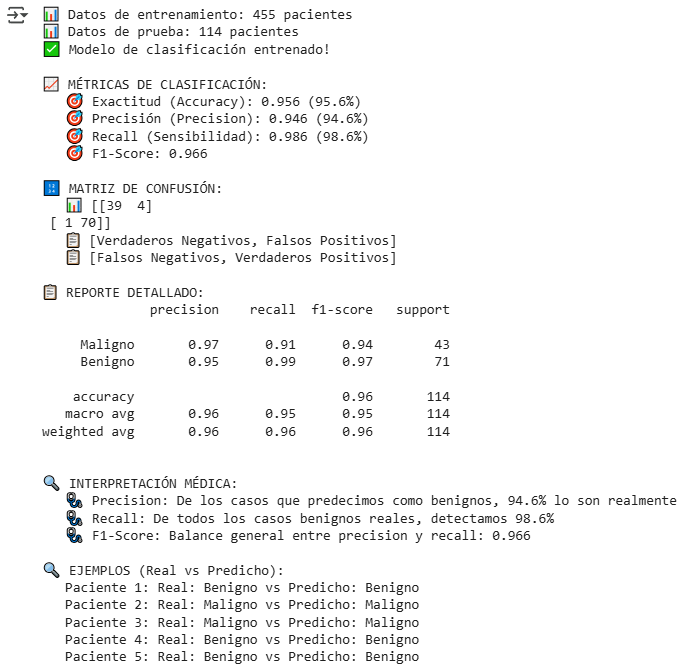 📊 Datos de entrenamiento: 455 pacientes
📊 Datos de prueba: 114 pacientes
✅ Modelo de clasificación entrenado!
📈 MÉTRICAS DE CLASIFICACIÓN:
🎯 Exactitud (Accuracy): 0.956 (95.6%)
🎯 Precisión (Precision): 0.946 (94.6%)
🎯 Recall (Sensibilidad): 0.986 (98.6%)
🎯 F1-Score: 0.966
🔢 MATRIZ DE CONFUSIÓN:
📊 [[39  4]
[ 1 70]]
📋 [Verdaderos Negativos, Falsos Positivos]
📋 [Falsos Negativos, Verdaderos Positivos]
📋 REPORTE DETALLADO:
precision    recall  f1-score   support
Maligno       0.97      0.91      0.94        43
Benigno       0.95      0.99      0.97        71
accuracy                           0.96       114
macro avg       0.96      0.95      0.95       114
weighted avg       0.96      0.96      0.96       114
🔍 INTERPRETACIÓN MÉDICA:
🩺 Precision: De los casos que predecimos como benignos, 94.6% lo son realmente
🩺 Recall: De todos los casos benignos reales, detectamos 98.6%
🩺 F1-Score: Balance general entre precision y recall: 0.966
🔍 EJEMPLOS (Real vs Predicho):
Paciente 1: Real: Benigno vs Predicho: Benigno
Paciente 2: Real: Maligno vs Predicho: Maligno
Paciente 3: Real: Maligno vs Predicho: Maligno
Paciente 4: Real: Benigno vs Predicho: Benigno
Paciente 5: Real: Benigno vs Predicho: Benigno